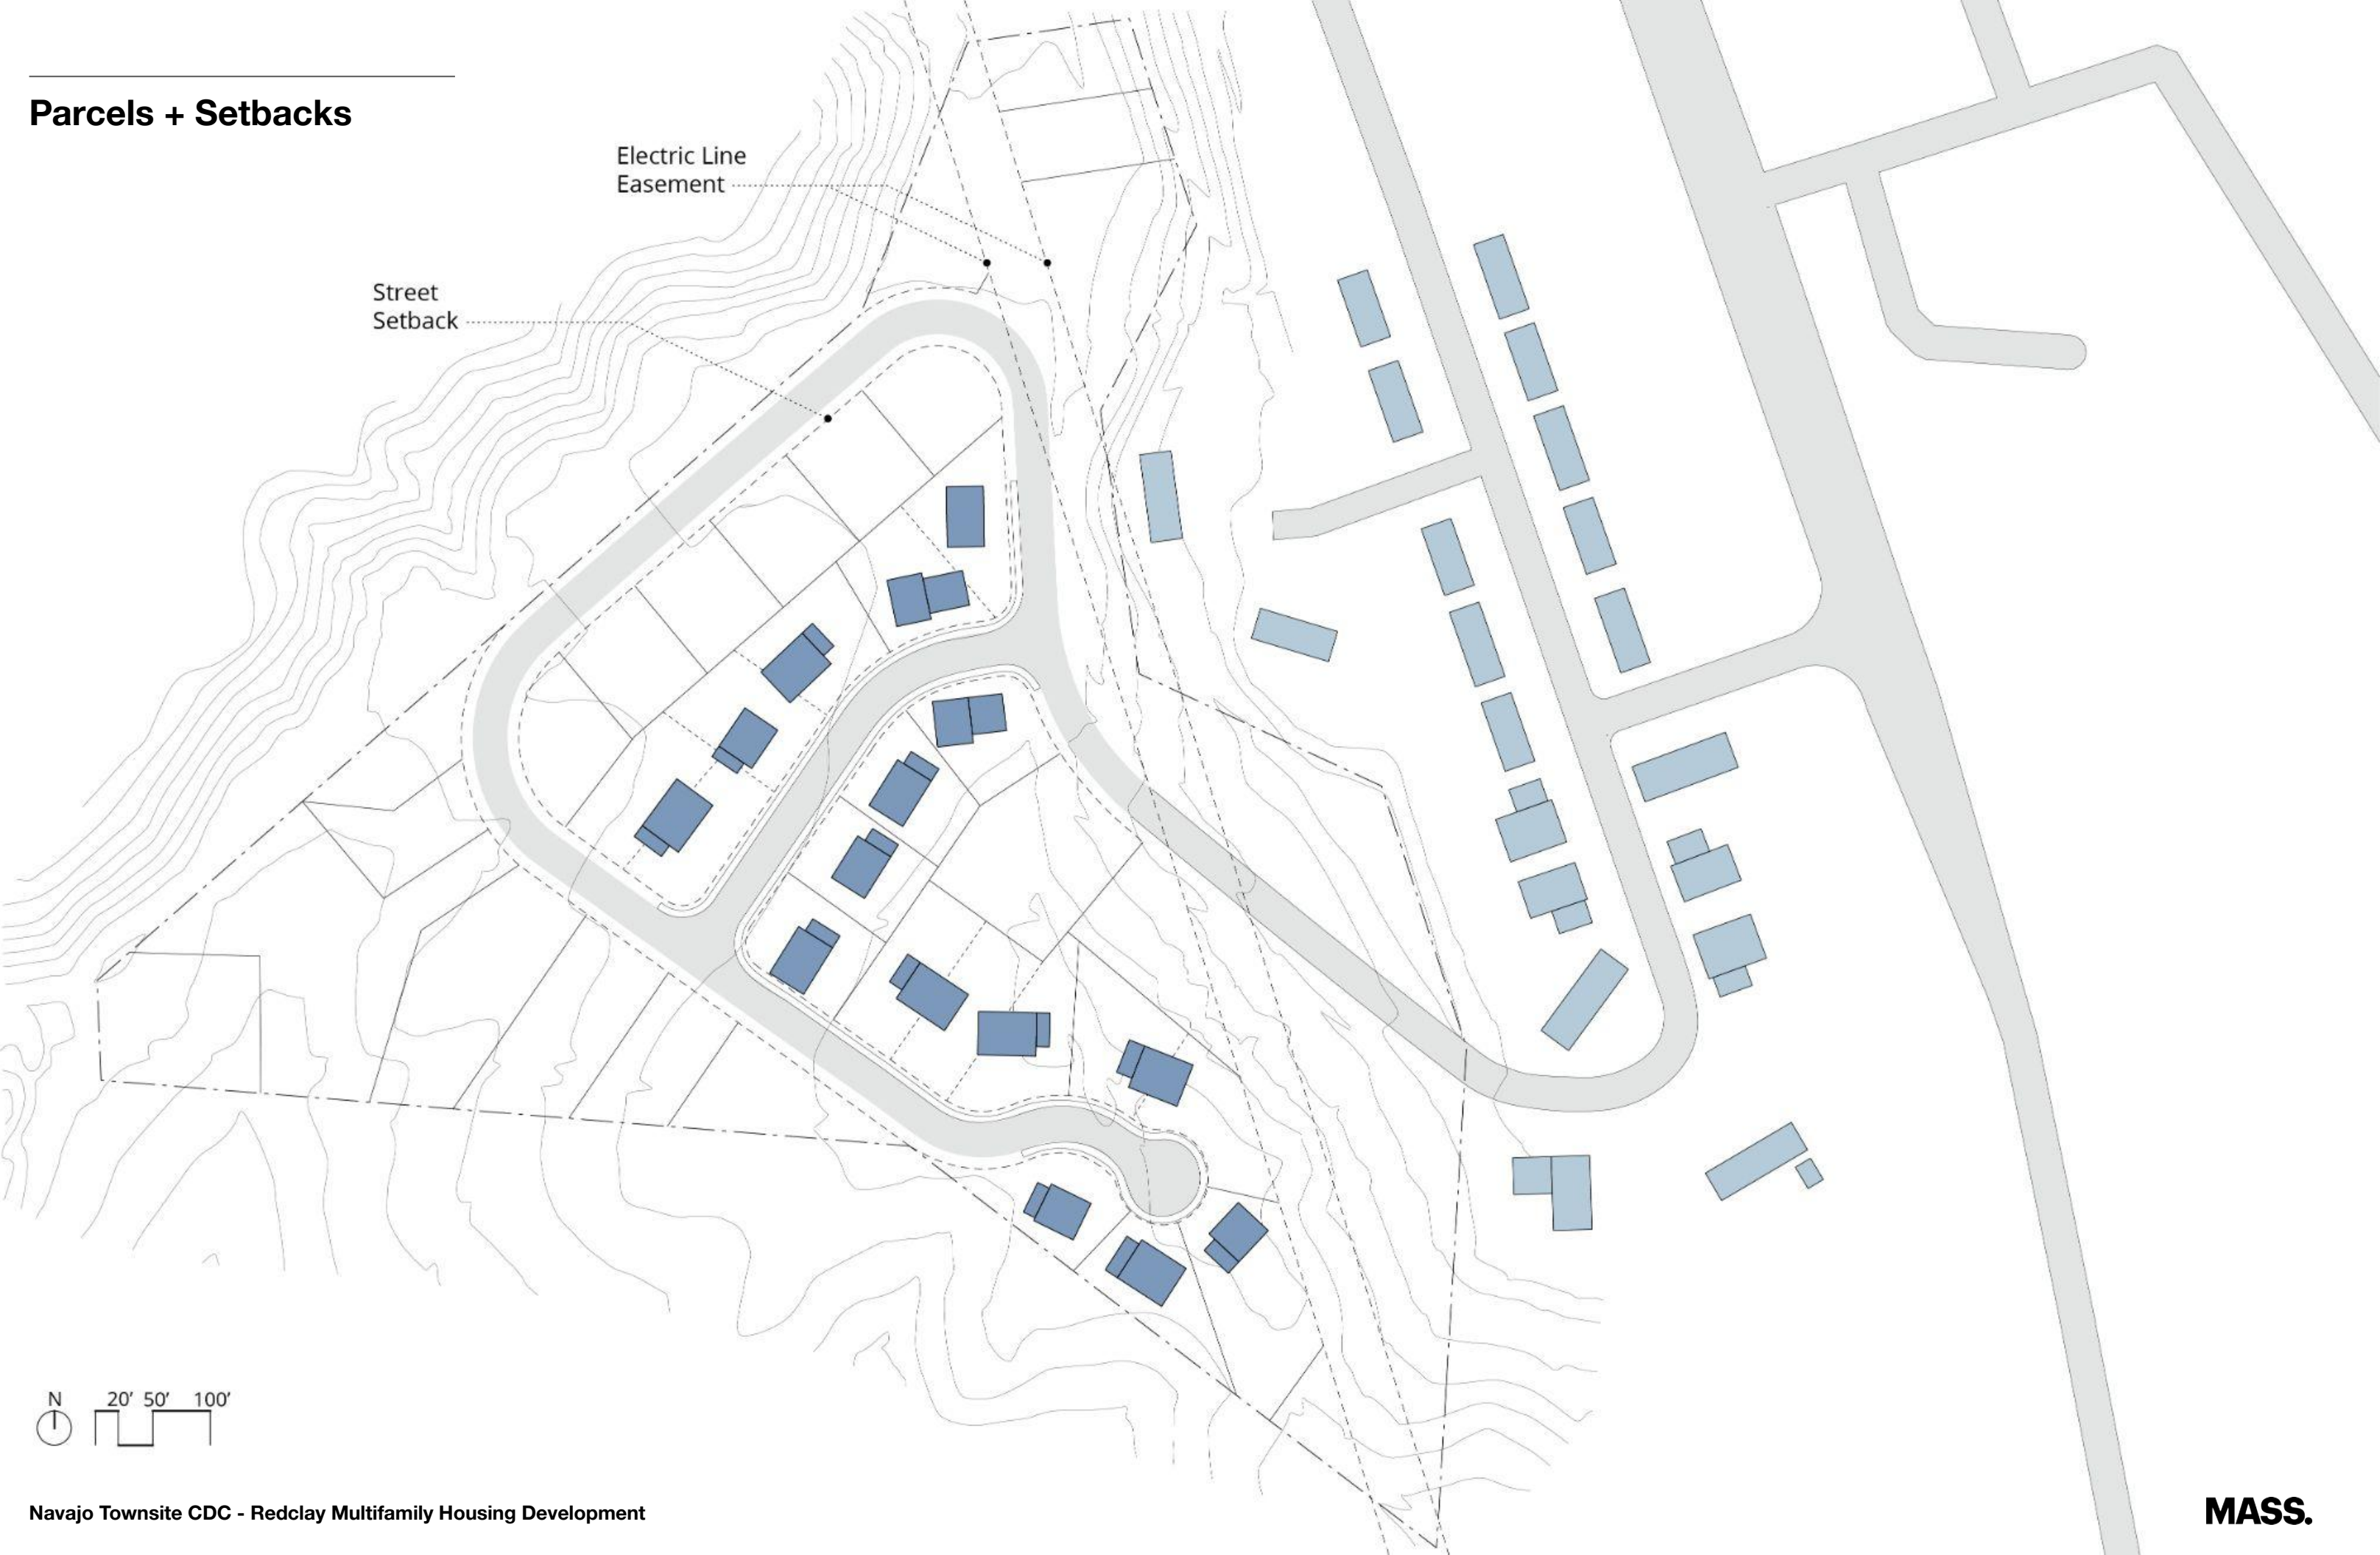 Parcels + Setbacks
Electric Line
Easement
Street
Setback
N 20' 50' 100'
Navajo Townsite CDC - Redclay Multifamily Housing Development
MASS.